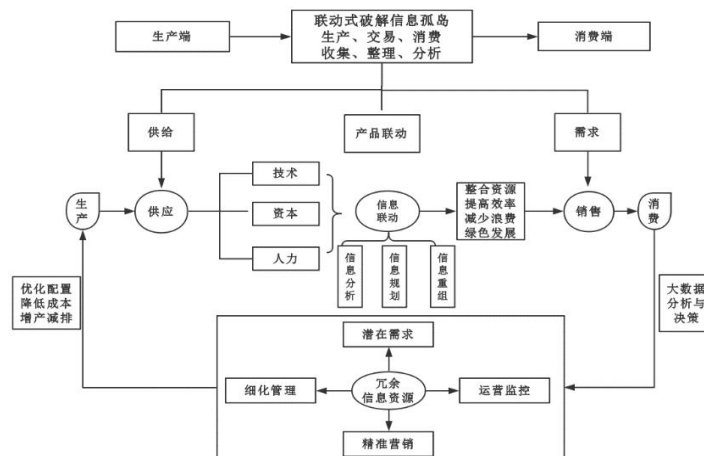 联动式破解信息孤岛
生产端
生产、交易、消费
消费端
收集、整理、分析
供给
产品联动
需求
技术
生产
供应
资本
人力
信息
联动
整合资源
提高效率
减少浪费
绿色发展
销售
消费
信息分析
信息规划
信息重组
优化配置
降低成本
增产减排
大数据
分析与
决策
潜在需求
细化管理
冗余
信息资源
运营监控
精准营销